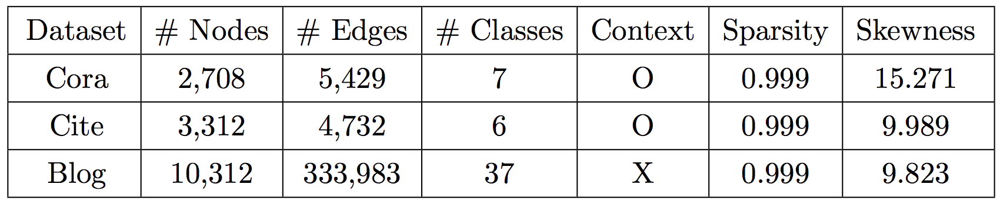 Dataset # Nodes # Edges # Classes Context Sparsity Skewness
Cora 2,708 5,429 7 O 0.999 15.271
Cite 3,312 4,732 6 O 0.999 9.989
Blog 10,312 333,983 37 X 0.999 9.823